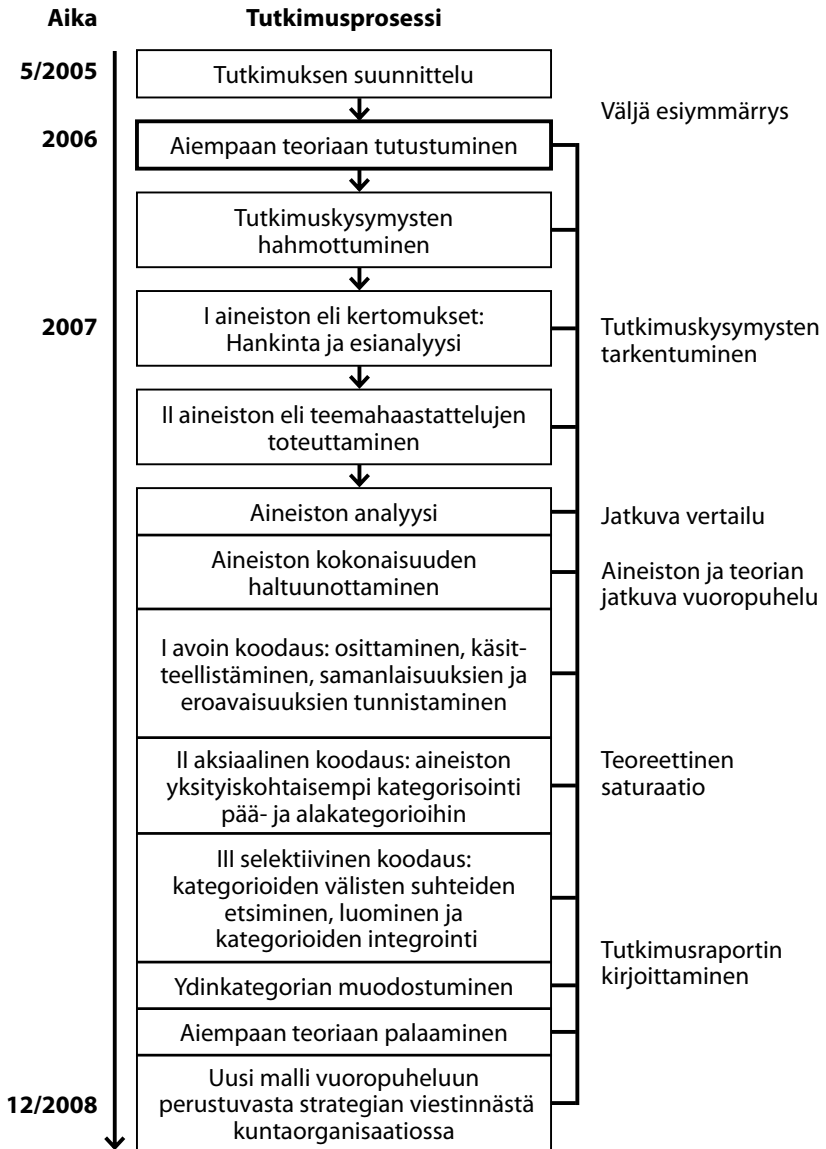 Aika
Tutkimusprosessi
5/2005
Tutkimuksen suunnittelu
Väljä esiymmärrys
2006
Aiempaan teoriaan tutustuminen
Tutkimuskysymysten
hahmottuminen
2007
I aineiston eli kertomukset:
Hankinta ja esianalyysi
Tutkimuskysymysten
tarkentuminen
II aineiston eli teemahaastattelujen
toteuttaminen
Aineiston analyysi
Jatkuva vertailu
Aineiston kokonaisuuden
haltuunottaminen
Aineiston ja teorian
jatkuva vuoropuhelu
I avoin koodaus: osittaminen, käsit-
teellistäminen, samanlaisuuksien ja
eroavaisuuksien tunnistaminen
II aksiaalinen koodaus: aineiston
yksityiskohtaisempi kategorisointi
pää- ja alakategorioihin
Teoreettinen
saturaatio
III selektiivinen koodaus:
kategorioiden välisten suhteiden
etsiminen, luominen ja
kategorioiden integrointi
Tutkimusraportin
kirjoittaminen
Ydinkategorian muodostuminen
Aiempaan teoriaan palaaminen
12/2008
Uusi malli vuoropuheluun
perustuvasta strategian viestinnästä
kuntaorganisaatiossa